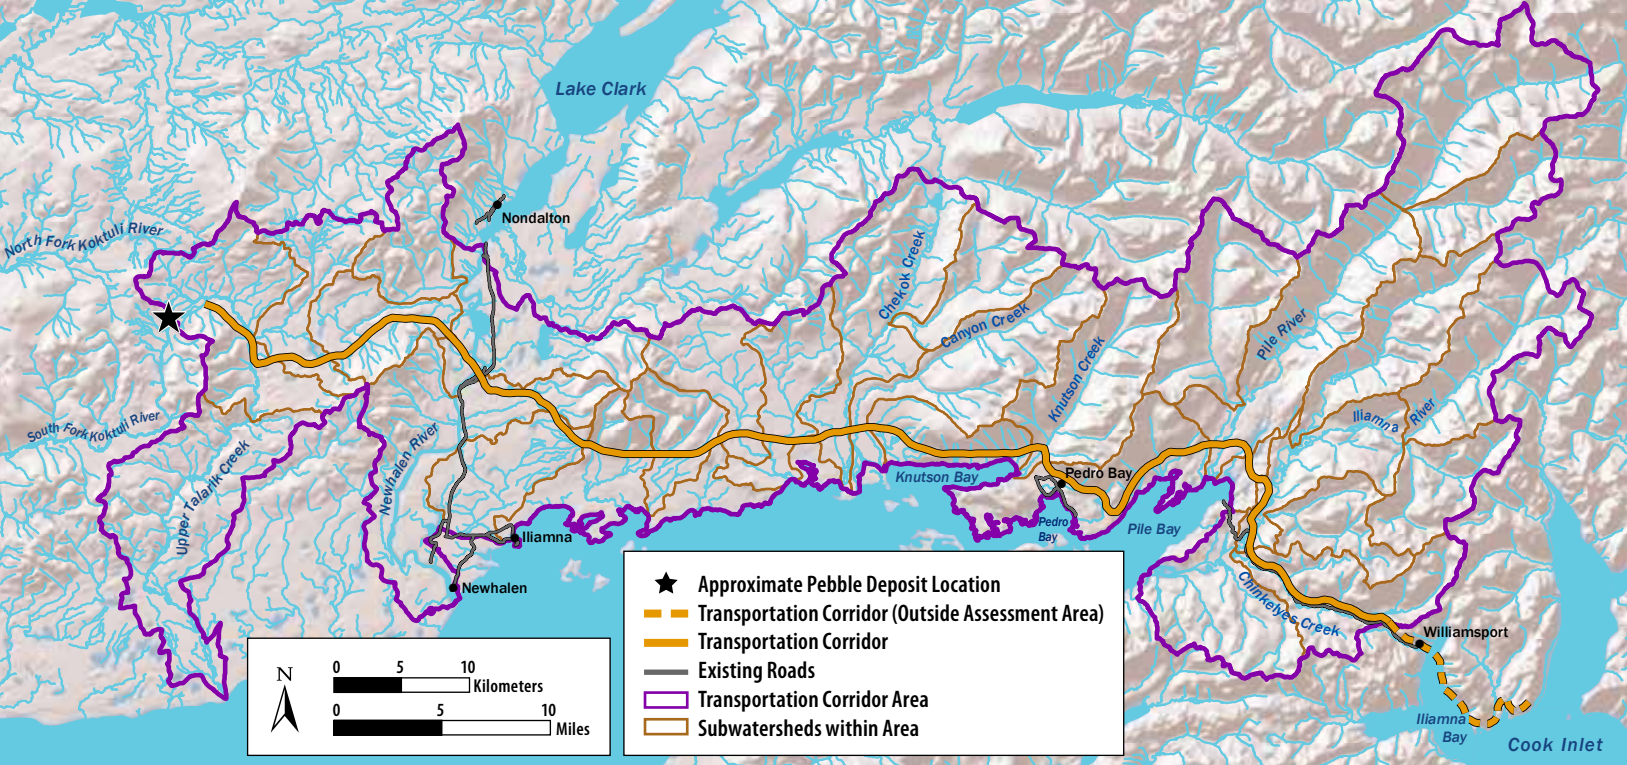 Lake Clark
Nondalton
North Fork Koktuli River
Chekok Creek
Canyon Creek
Pile River
Knutson Creek
South Fork Koktuli River
Iliamna River
Upper Talarik Creek
Newhalen River
Knutson Bay
Pedro Bay
Pedro
Bay
Pile Bay
Iliamna
Newhalen
Chinkelyes Creek
Williamsport
Iliamna
Bay
Cook Inlet
N
0 5 10
Kilometers
0 5 10
Miles
Approximate Pebble Deposit Location
Transportation Corridor (Outside Assessment Area)
Transportation Corridor
Existing Roads
Transportation Corridor Area
Subwatersheds within Area